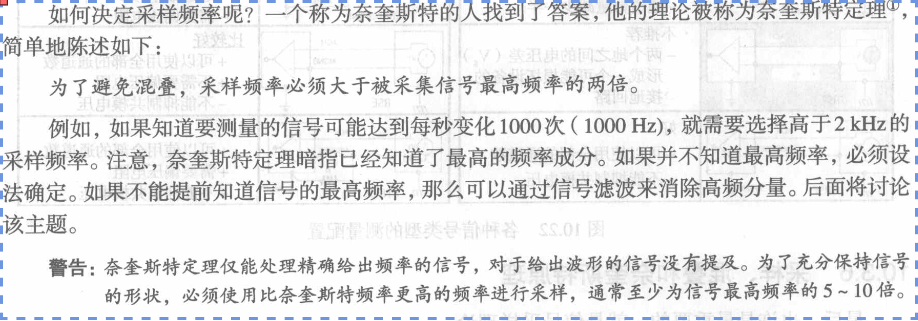 如何决定采样频率呢？一个称为奈奎斯特的人找到了答案，他的理论被称为奈奎斯特定理①，
简单地陈述如下：
为了避免混叠，采样频率必须大于被采集信号最高频率的两倍。
例如，如果知道要测量的信号可能达到每秒变化1000次（1000 Hz），就需要选择高于2 kHz的
采样频率。注意，奈奎斯特定理暗指已经知道了最高的频率成分。如果并不知道最高频率，必须设
法确定。如果不能提前知道信号的最高频率，那么可以通过信号滤波来消除高频分量。后面将讨论
该主题。
警告：奈奎斯特定理仅能处理精确给出频率的信号，对于给出波形的信号没有提及。为了充分保持信号
的形状，必须使用比奈奎斯特频率更高的频率进行采样，通常至少为信号最高频率的5~10倍。